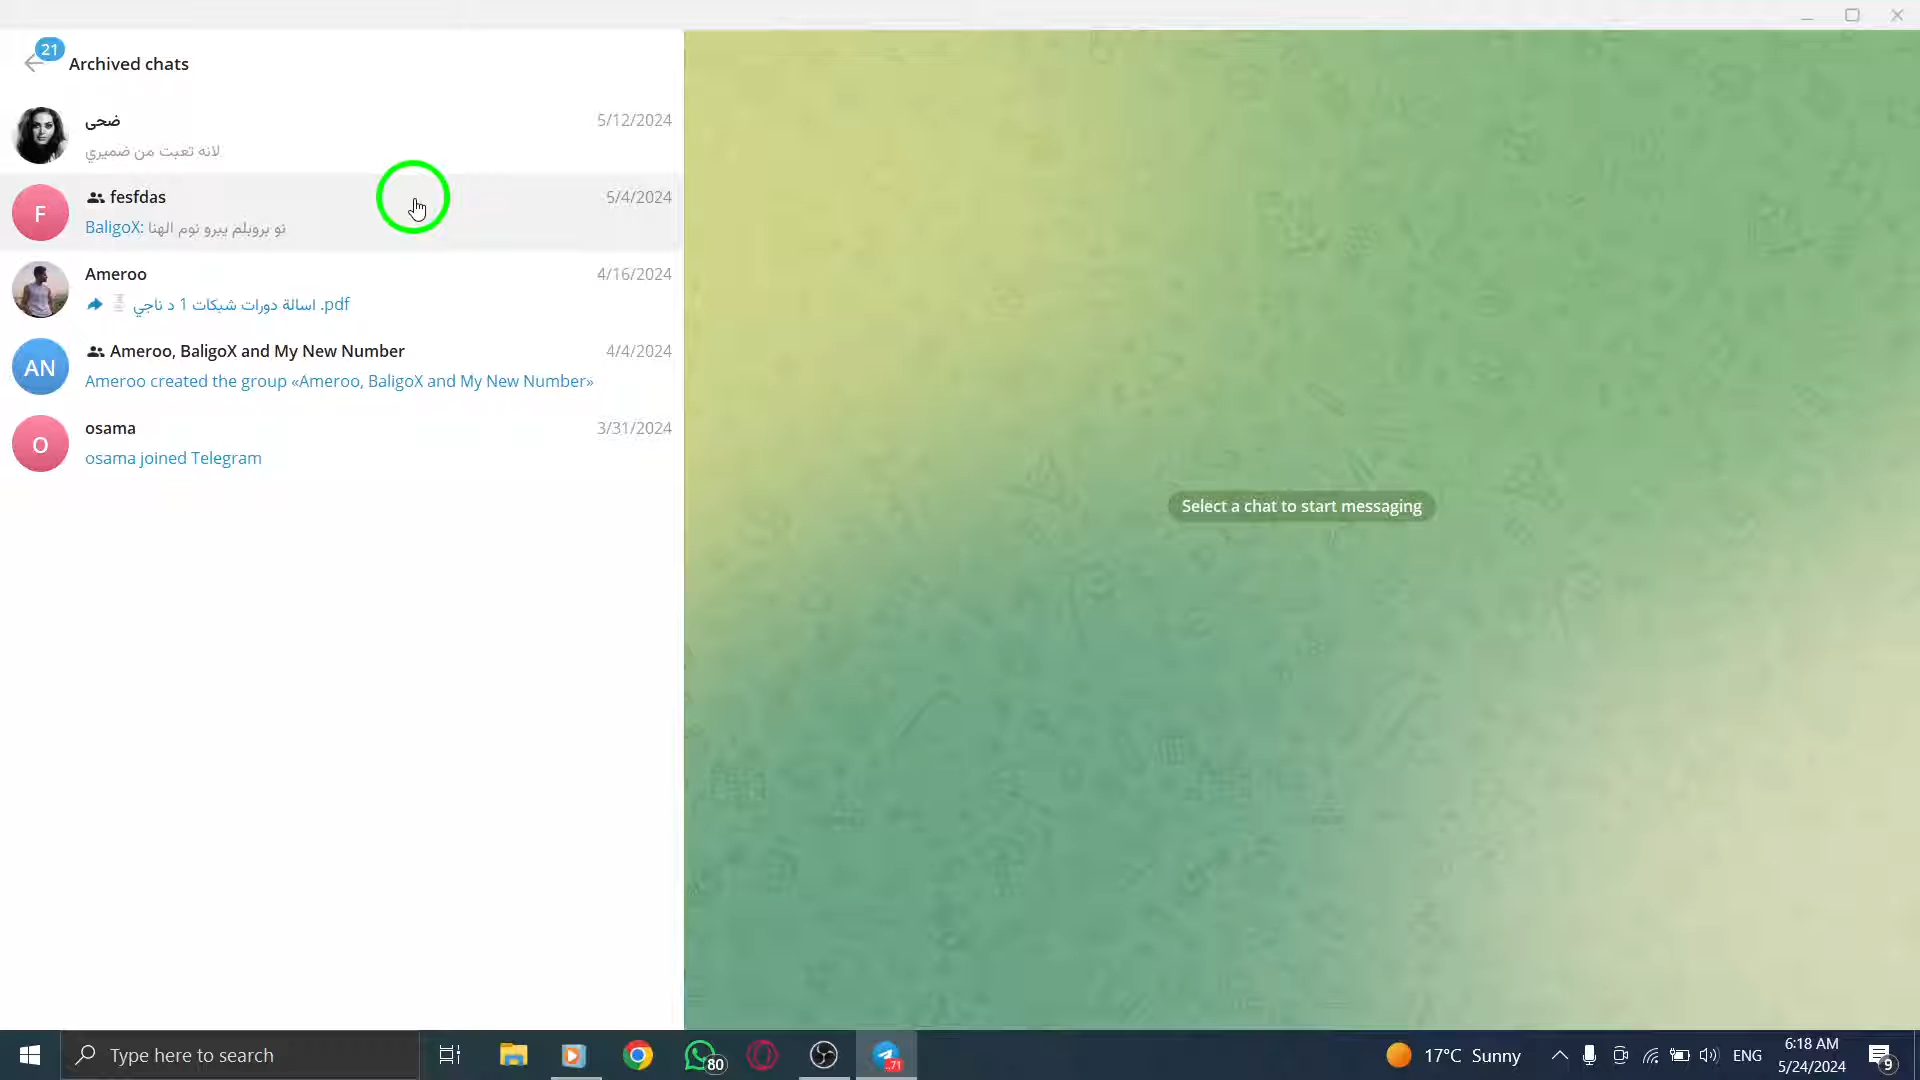 21
Archived chats
ضحى
5/12/2024
لانه تعبت من ضميري
F
fesfdas
5/4/2024
BaligoX: نو بروبلم يبرو نوم الهنا
Ameroo
4/16/2024
اسالة دورات شبكات 1 د ناجي .pdf
AN
Ameroo, BaligoX and My New Number
4/4/2024
Ameroo created the group «Ameroo, BaligoX and My New Number»
O
osama
3/31/2024
osama joined Telegram
Select a chat to start messaging
Type here to search
80
..71
17°C Sunny
ENG
6:18 AM
5/24/2024
9